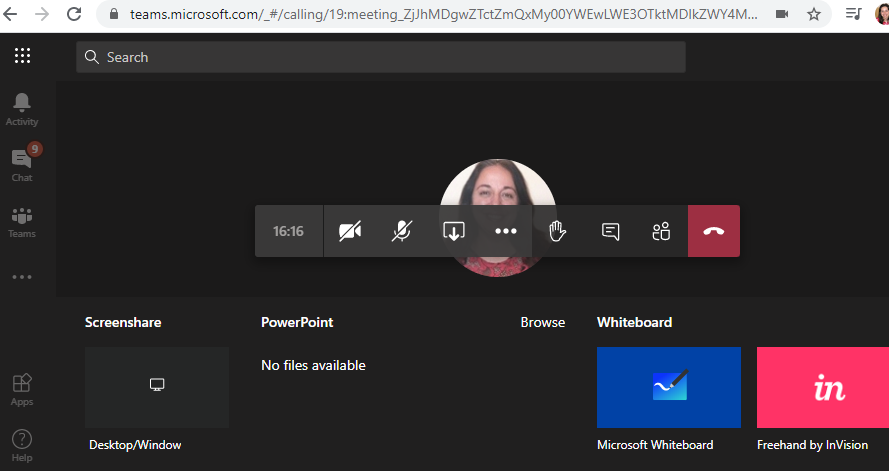 teams.microsoft.com/_#/calling/19:meeting_ZjJhMDgwZTctZmQxMy00YWEwLWE3OTktMDlkZWY4M...
Search
Activity
9
Chat
Teams
16:16
Screenshare
PowerPoint
Browse
Whiteboard
No files available
in
Desktop/Window
Microsoft Whiteboard
Freehand by InVision
Apps
Help